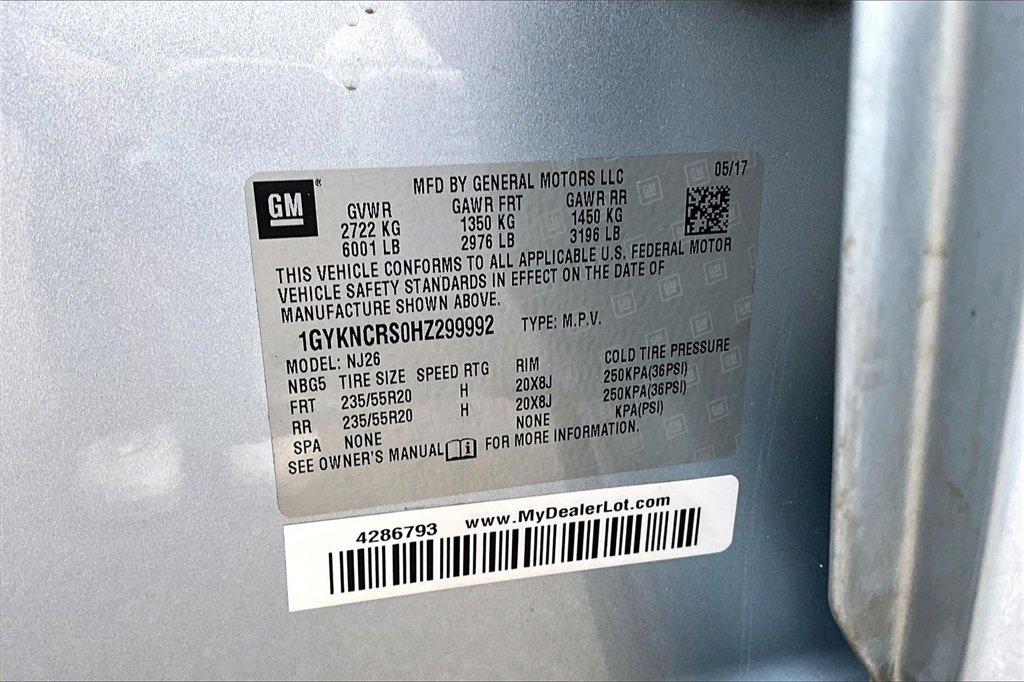 GM ®
MFD BY GENERAL MOTORS LLC 05/17
GVWR GAWR FRT GAWR RR
2722 KG 1350 KG 1450 KG
6001 LB 2976 LB 3196 LB
THIS VEHICLE CONFORMS TO ALL APPLICABLE U.S. FEDERAL MOTOR
VEHICLE SAFETY STANDARDS IN EFFECT ON THE DATE OF
MANUFACTURE SHOWN ABOVE.
1GYKNCRS0HZ299992 TYPE: M.P.V.
MODEL: NJ26
NBG5 TIRE SIZE SPEED RTG RIM COLD TIRE PRESSURE
FRT 235/55R20 H 20X8J 250KPA(36PSI)
RR 235/55R20 H 20X8J 250KPA(36PSI)
SPA NONE NONE KPA(PSI)
SEE OWNER'S MANUAL FOR MORE INFORMATION.
4286793 www.MyDealerLot.com